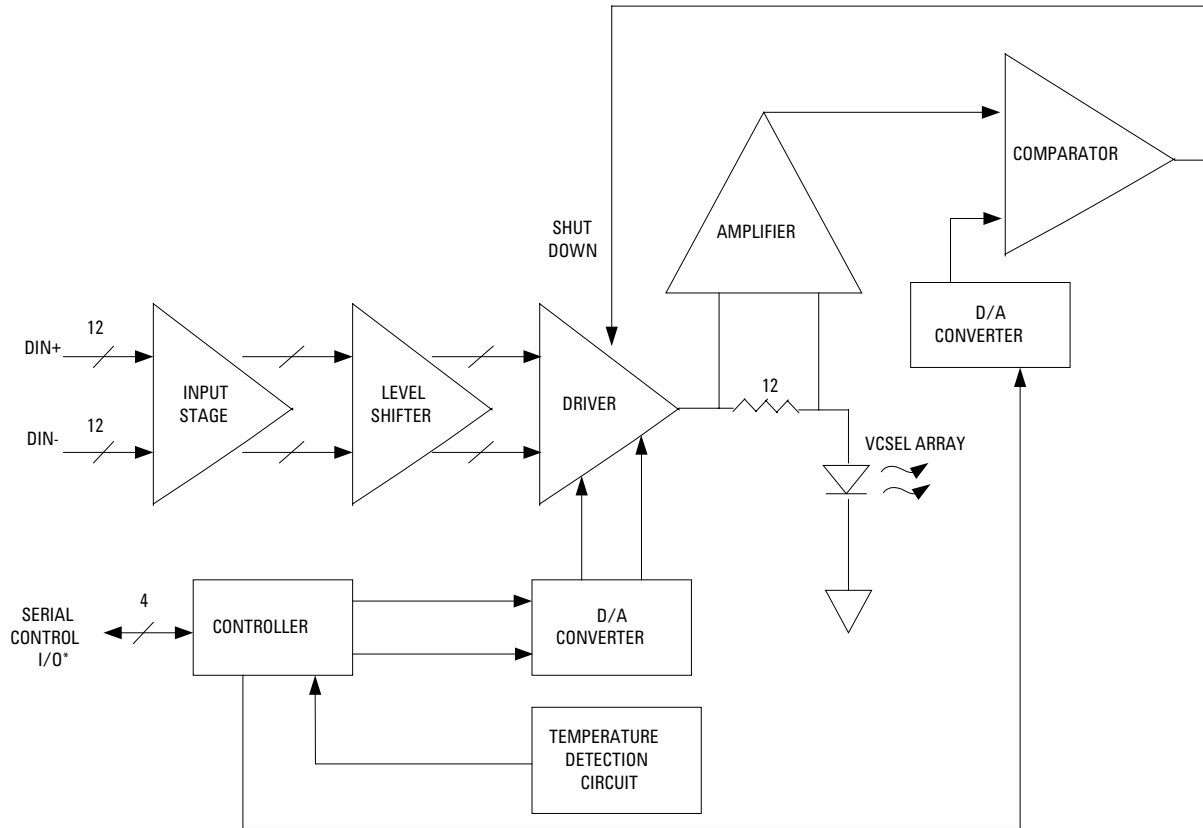 COMPARATOR
SHUT
DOWN
AMPLIFIER
D/A
CONVERTER
DIN+
12
INPUT
STAGE
LEVEL
SHIFTER
DRIVER
12
DIN-
12
VCSEL ARRAY
SERIAL
CONTROL
I/O*
4
CONTROLLER
D/A
CONVERTER
TEMPERATURE
DETECTION
CIRCUIT